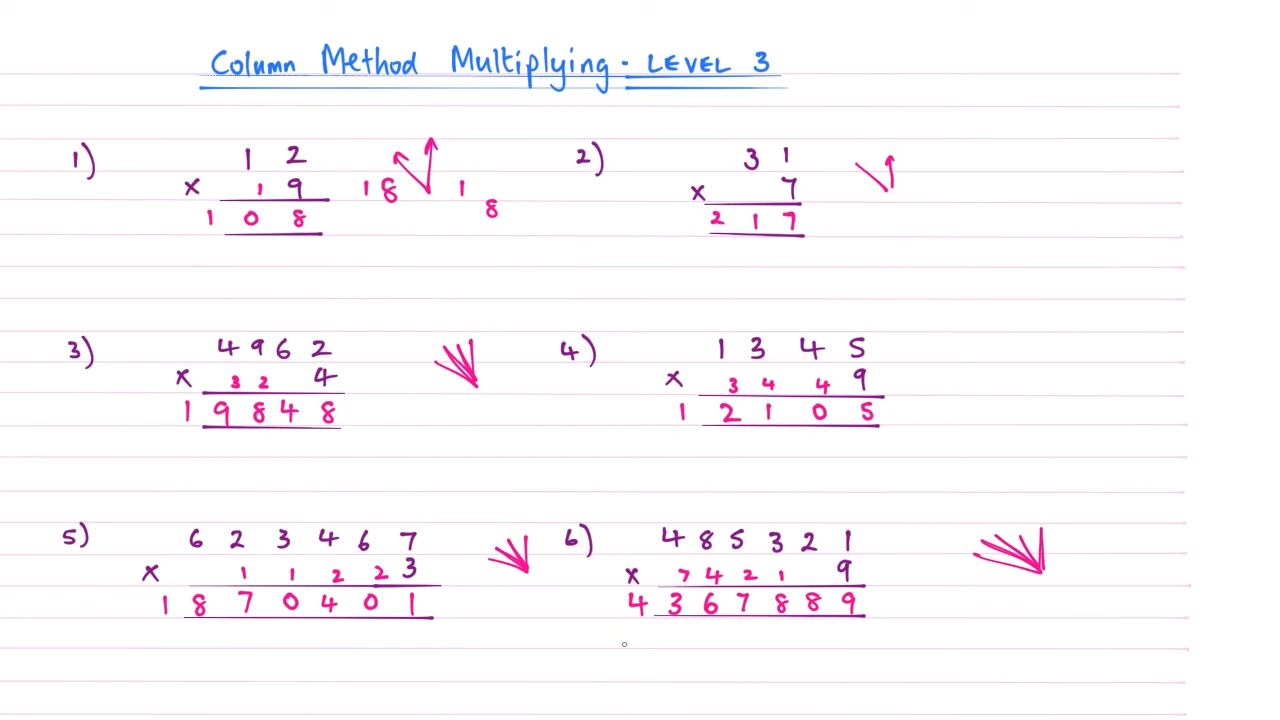 Column Method Multiplying - LEVEL 3
1) 1 2
x 1 9 18 1
8
1 0 8
2) 3 1
x 7
2 1 7
3) 4 9 6 2
x 3 2 4
1 9 8 4 8
4) 1 3 4 5
x 3 4 4 9
1 2 1 0 5
5) 6 2 3 4 6 7
x 1 1 2 2 3
1 8 7 0 4 0 1
6) 4 8 5 3 2 1
x 7 4 2 1 9
4 3 6 7 8 8 9